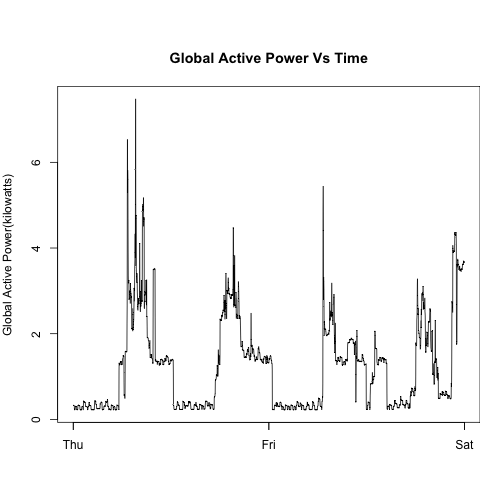 Global Active Power Vs Time
Global Active Power(kilowatts)
6
4
2
0
Thu
Fri
Sat